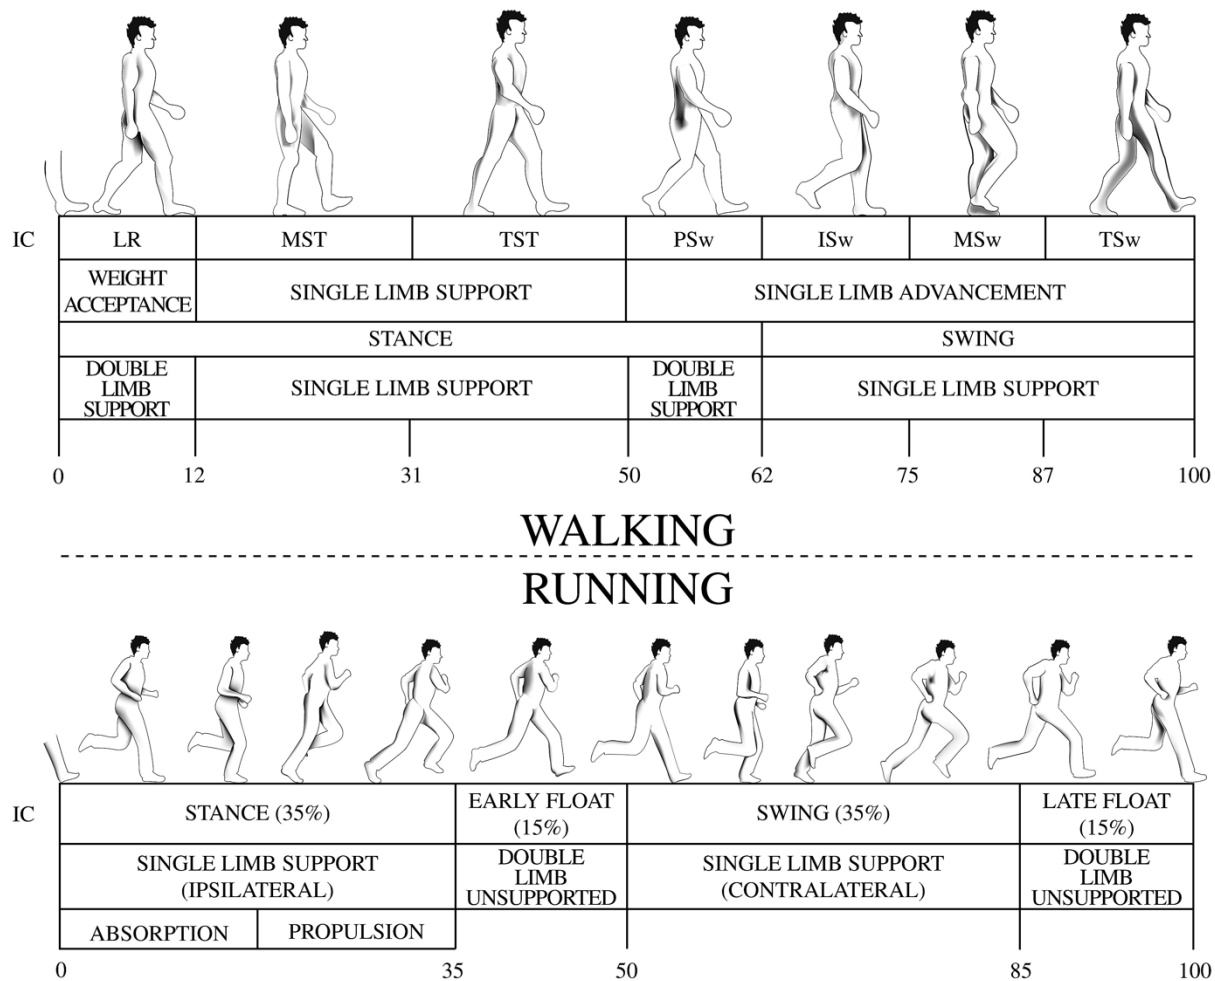 IC LR MST TST PSw ISw MSw TSw
WEIGHT
ACCEPTANCE
SINGLE LIMB SUPPORT
SINGLE LIMB ADVANCEMENT
STANCE SWING
DOUBLE
LIMB
SUPPORT
SINGLE LIMB SUPPORT
DOUBLE
LIMB
SUPPORT
SINGLE LIMB SUPPORT
0 12 31 50 62 75 87 100
WALKING
RUNNING
IC
STANCE (35%)
EARLY FLOAT
(15%)
SWING (35%)
LATE FLOAT
(15%)
SINGLE LIMB SUPPORT
(IPSILATERAL)
DOUBLE
LIMB
UNSUPPORTED
SINGLE LIMB SUPPORT
(CONTRALATERAL)
DOUBLE
LIMB
UNSUPPORTED
ABSORPTION PROPULSION
0 35 50 85 100